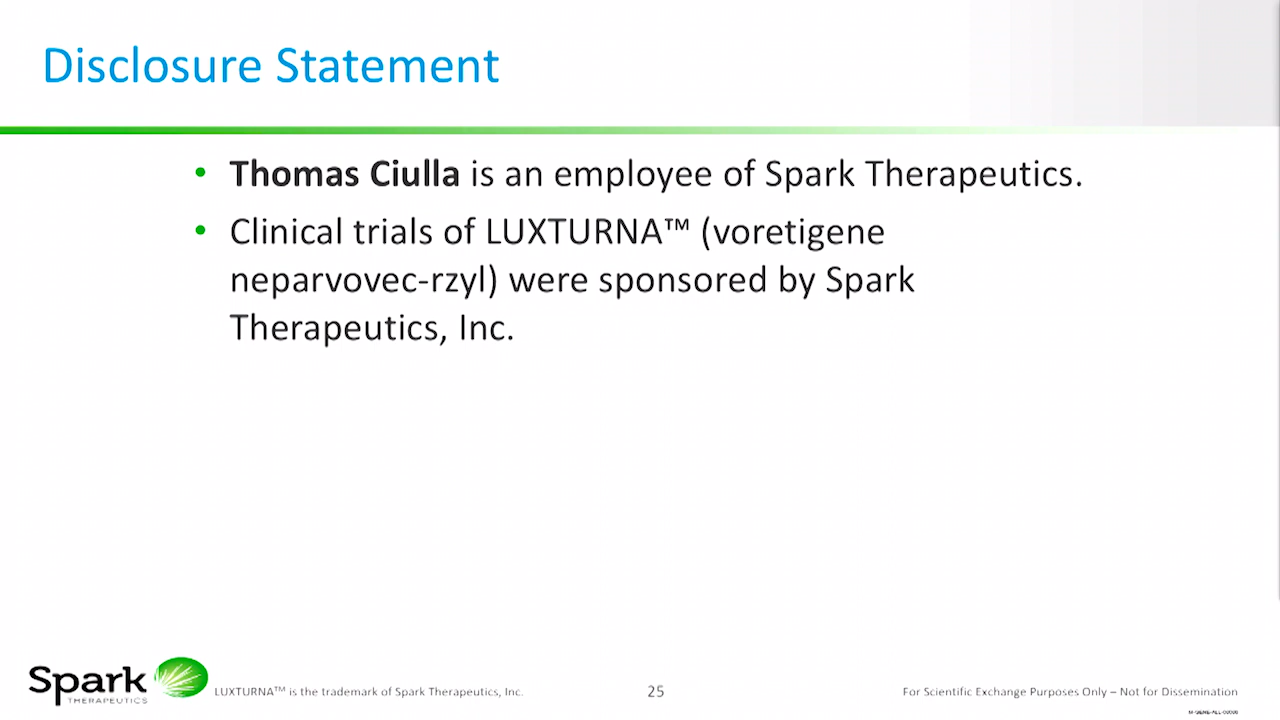 Disclosure Statement
• Thomas Ciulla is an employee of Spark Therapeutics.
• Clinical trials of LUXTURNA™ (voretigene
neparvovec-rzyl) were sponsored by Spark
Therapeutics, Inc.
Spark
THERAPEUTICS
LUXTURNA™ is the trademark of Spark Therapeutics, Inc.
25
For Scientific Exchange Purposes Only – Not for Dissemination